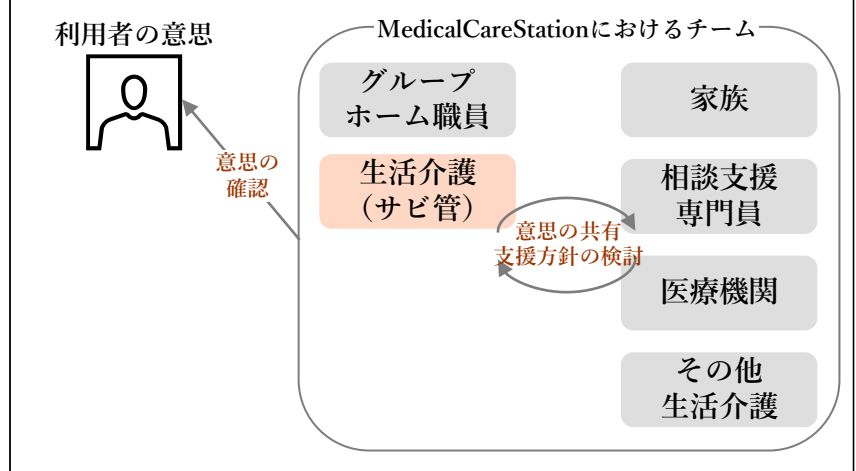 利用者の意思
MedicalCareStationにおけるチーム
グループ
ホーム職員
家族
意思の
確認
生活介護
（サビ管）
相談支援
専門員
意思の共有
支援方針の検討
医療機関
その他
生活介護